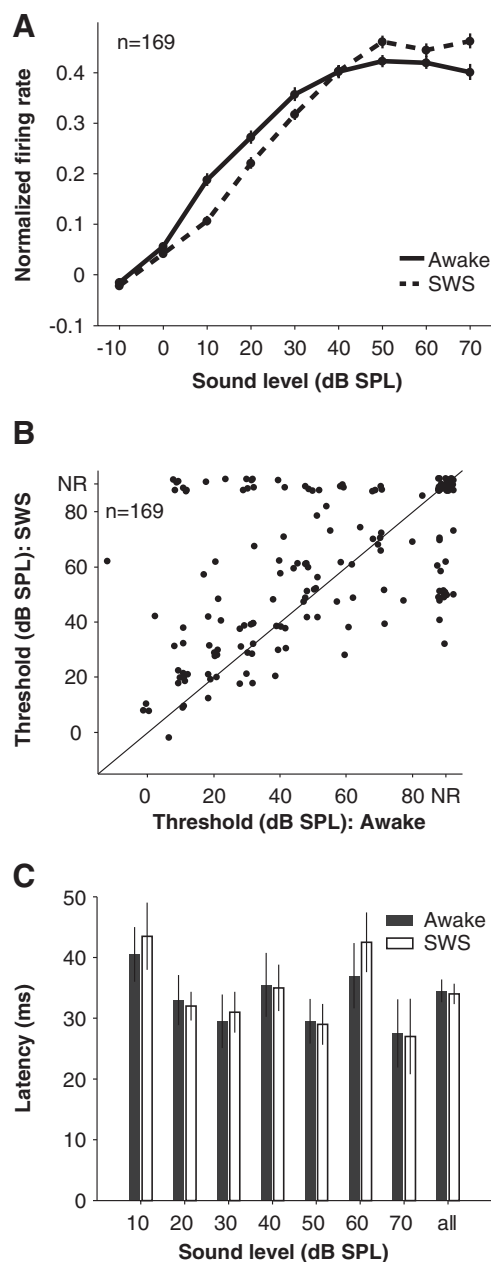 A
n=169
Normalized firing rate
0.4
0.3
0.2
0.1
0
-0.1
Awake
SWS
-10 0 10 20 30 40 50 60 70
Sound level (dB SPL)
B
n=169
Threshold (dB SPL): SWS
NR
80
60
40
20
0
0 20 40 60 80 NR
Threshold (dB SPL): Awake
C
Latency (ms)
50
40
30
20
10
0
Awake
SWS
10 20 30 40 50 60 70 all
Sound level (dB SPL)